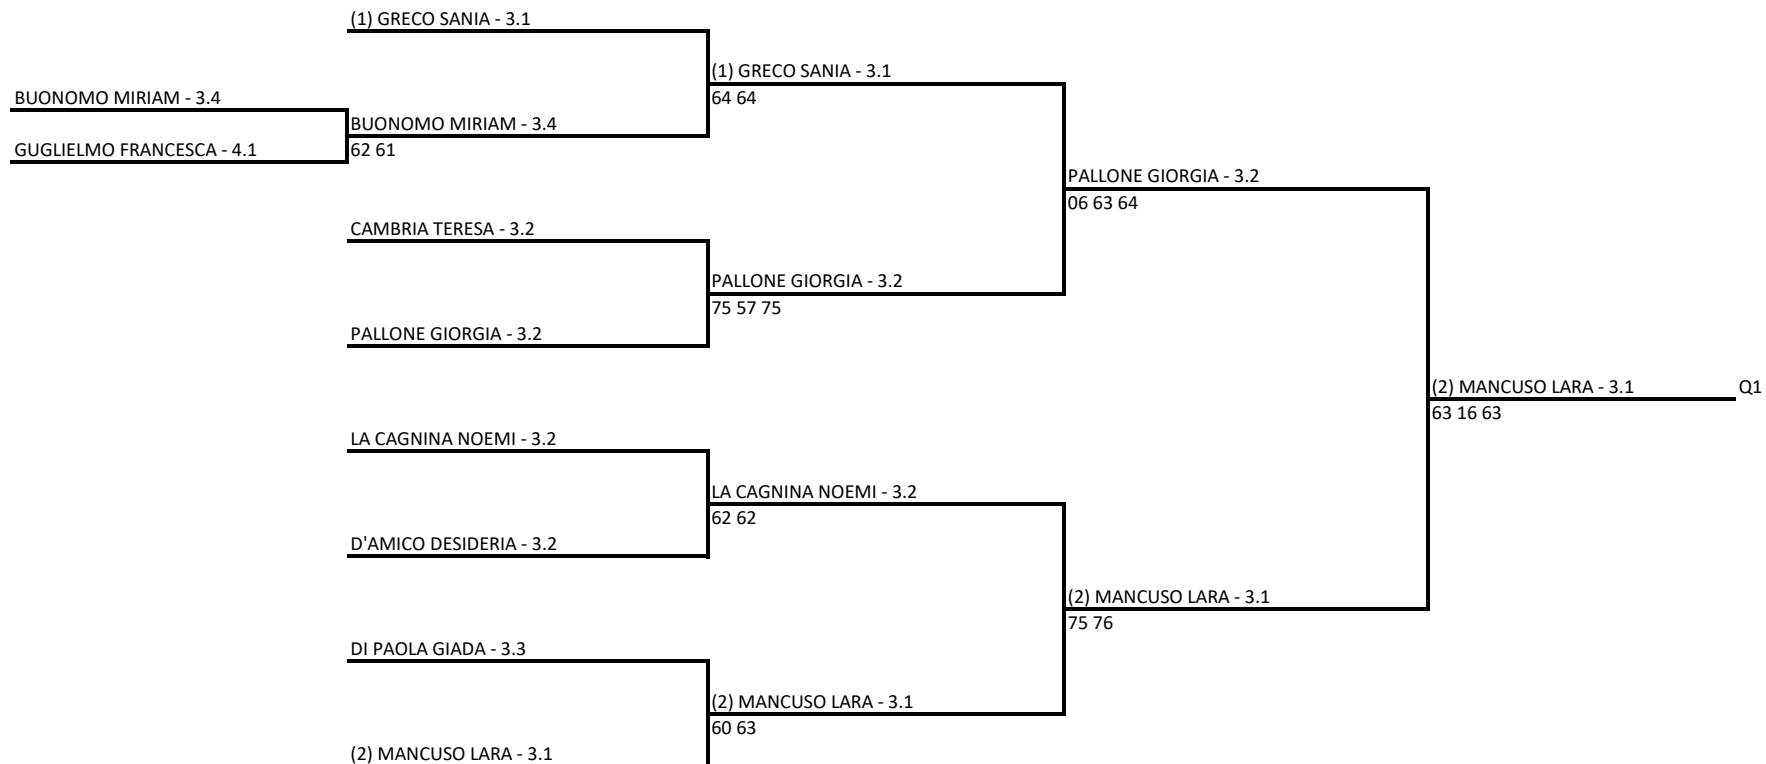 (1) GRECO SANIA - 3.1
(1) GRECO SANIA - 3.1
BUONOMO MIRIAM - 3.4
64 64
BUONOMO MIRIAM - 3.4
GUGLIELMO FRANCESCA - 4.1
62 61
PALLONE GIORGIA - 3.2
06 63 64
CAMBRIA TERESA - 3.2
PALLONE GIORGIA - 3.2
75 57 75
PALLONE GIORGIA - 3.2
(2) MANCUSO LARA - 3.1
Q1
63 16 63
LA CAGNINA NOEMI - 3.2
LA CAGNINA NOEMI - 3.2
62 62
D'AMICO DESIDERIA - 3.2
(2) MANCUSO LARA - 3.1
75 76
DI PAOLA GIADA - 3.3
(2) MANCUSO LARA - 3.1
60 63
(2) MANCUSO LARA - 3.1